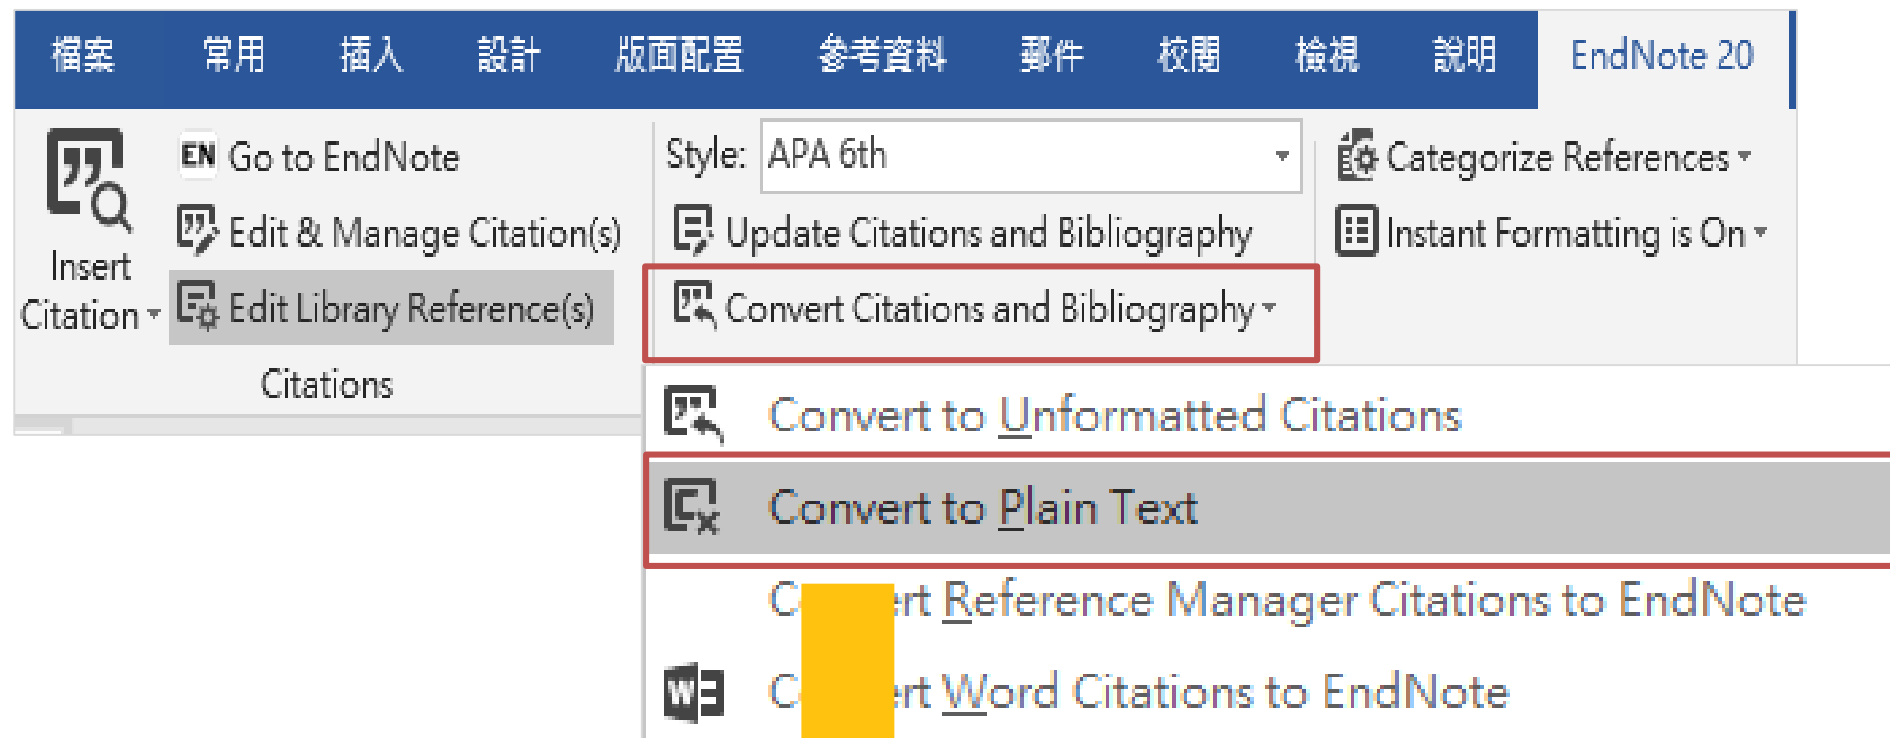 檔案 常用 插入 設計 版面配置 參考資料 郵件 校閱 檢視 說明 EndNote 20
Insert Citation
EN Go to EndNote
Edit & Manage Citation(s)
Edit Library Reference(s)
Citations
Style: APA 6th
Update Citations and Bibliography
Convert Citations and Bibliography
Categorize References
Instant Formatting is On
Convert to Unformatted Citations
Convert to Plain Text
Reference Manager Citations to EndNote
Word Citations to EndNote